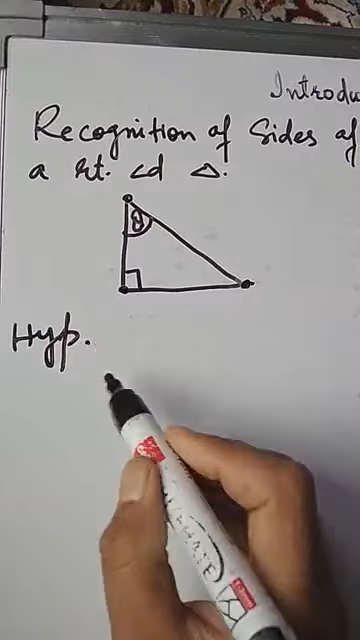 Introdu
Recognition of Sides of
a rt. ∠d △.
θ
Hyp.